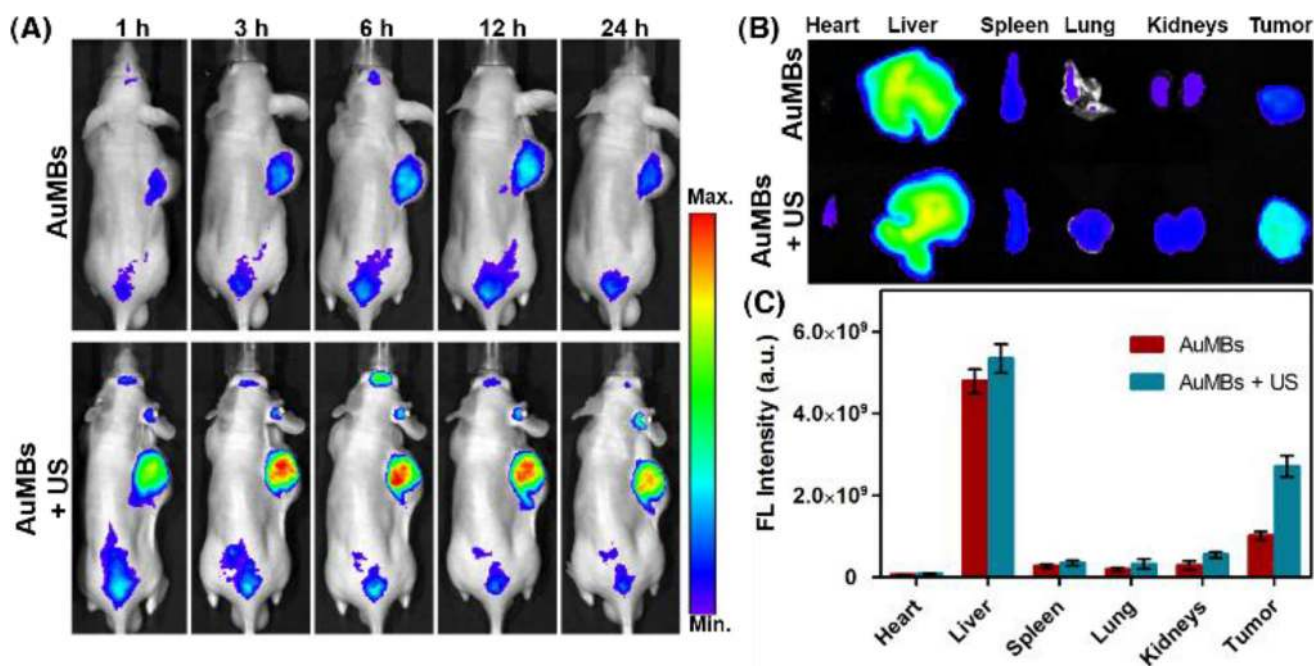 (A)
1 h 3 h 6 h 12 h 24 h
AuMBs
AuMBs
+ US
Max.
Min.
(B)
Heart Liver Spleen Lung Kidneys Tumor
AuMBs
AuMBs
+ US
(C)
FL Intensity (a.u.)
6.0×10⁹
4.0×10⁹
2.0×10⁹
0
AuMBs
AuMBs + US
Heart
Liver
Spleen
Lung
Kidneys
Tumor